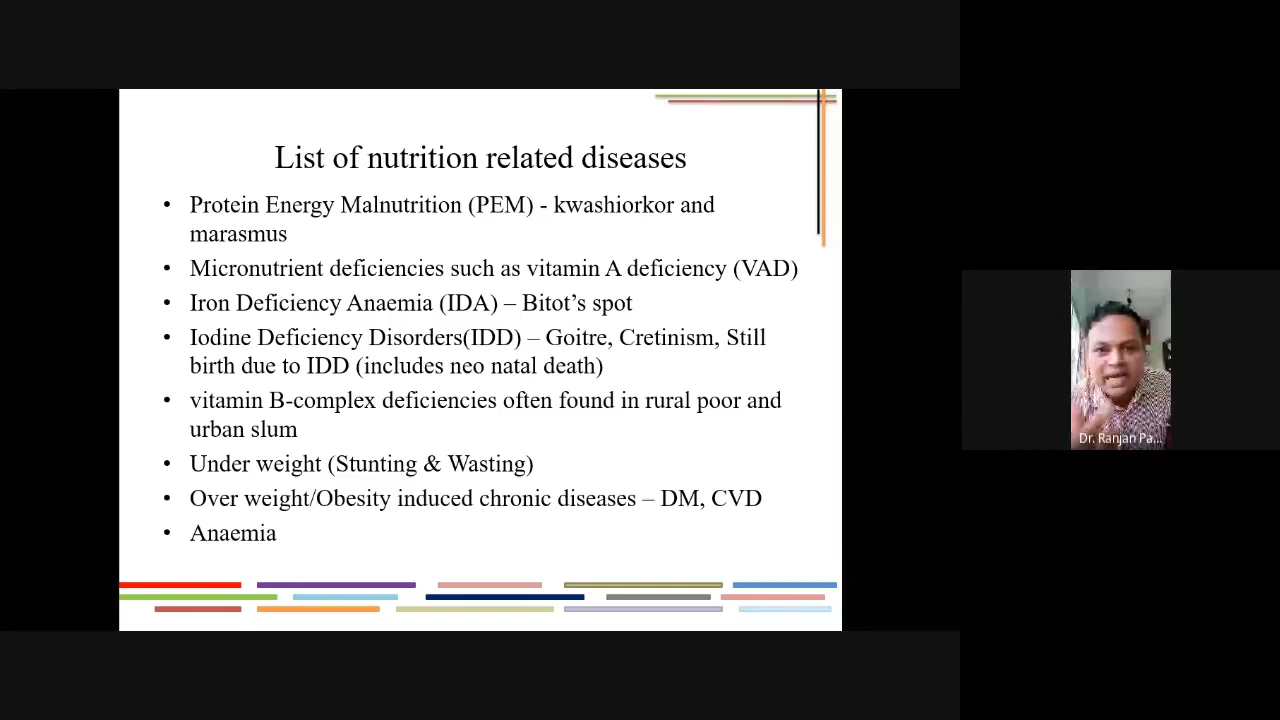 List of nutrition related diseases
• Protein Energy Malnutrition (PEM) - kwashiorkor and
marasmus
• Micronutrient deficiencies such as vitamin A deficiency (VAD)
• Iron Deficiency Anaemia (IDA) – Bitot’s spot
• Iodine Deficiency Disorders(IDD) – Goitre, Cretinism, Still
birth due to IDD (includes neo natal death)
• vitamin B-complex deficiencies often found in rural poor and
urban slum
• Under weight (Stunting & Wasting)
• Over weight/Obesity induced chronic diseases – DM, CVD
• Anaemia
Dr. Ranjan Pa...